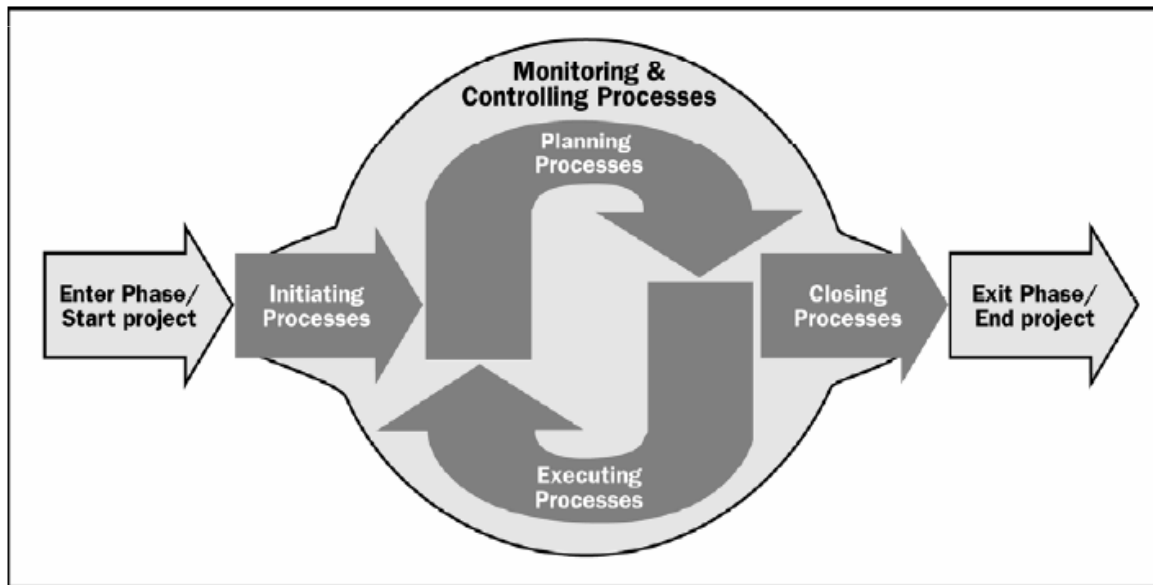 Monitoring &
Controlling Processes
Planning
Processes
Enter Phase/
Start project
Initiating
Processes
Closing
Processes
Exit Phase/
End project
Executing
Processes